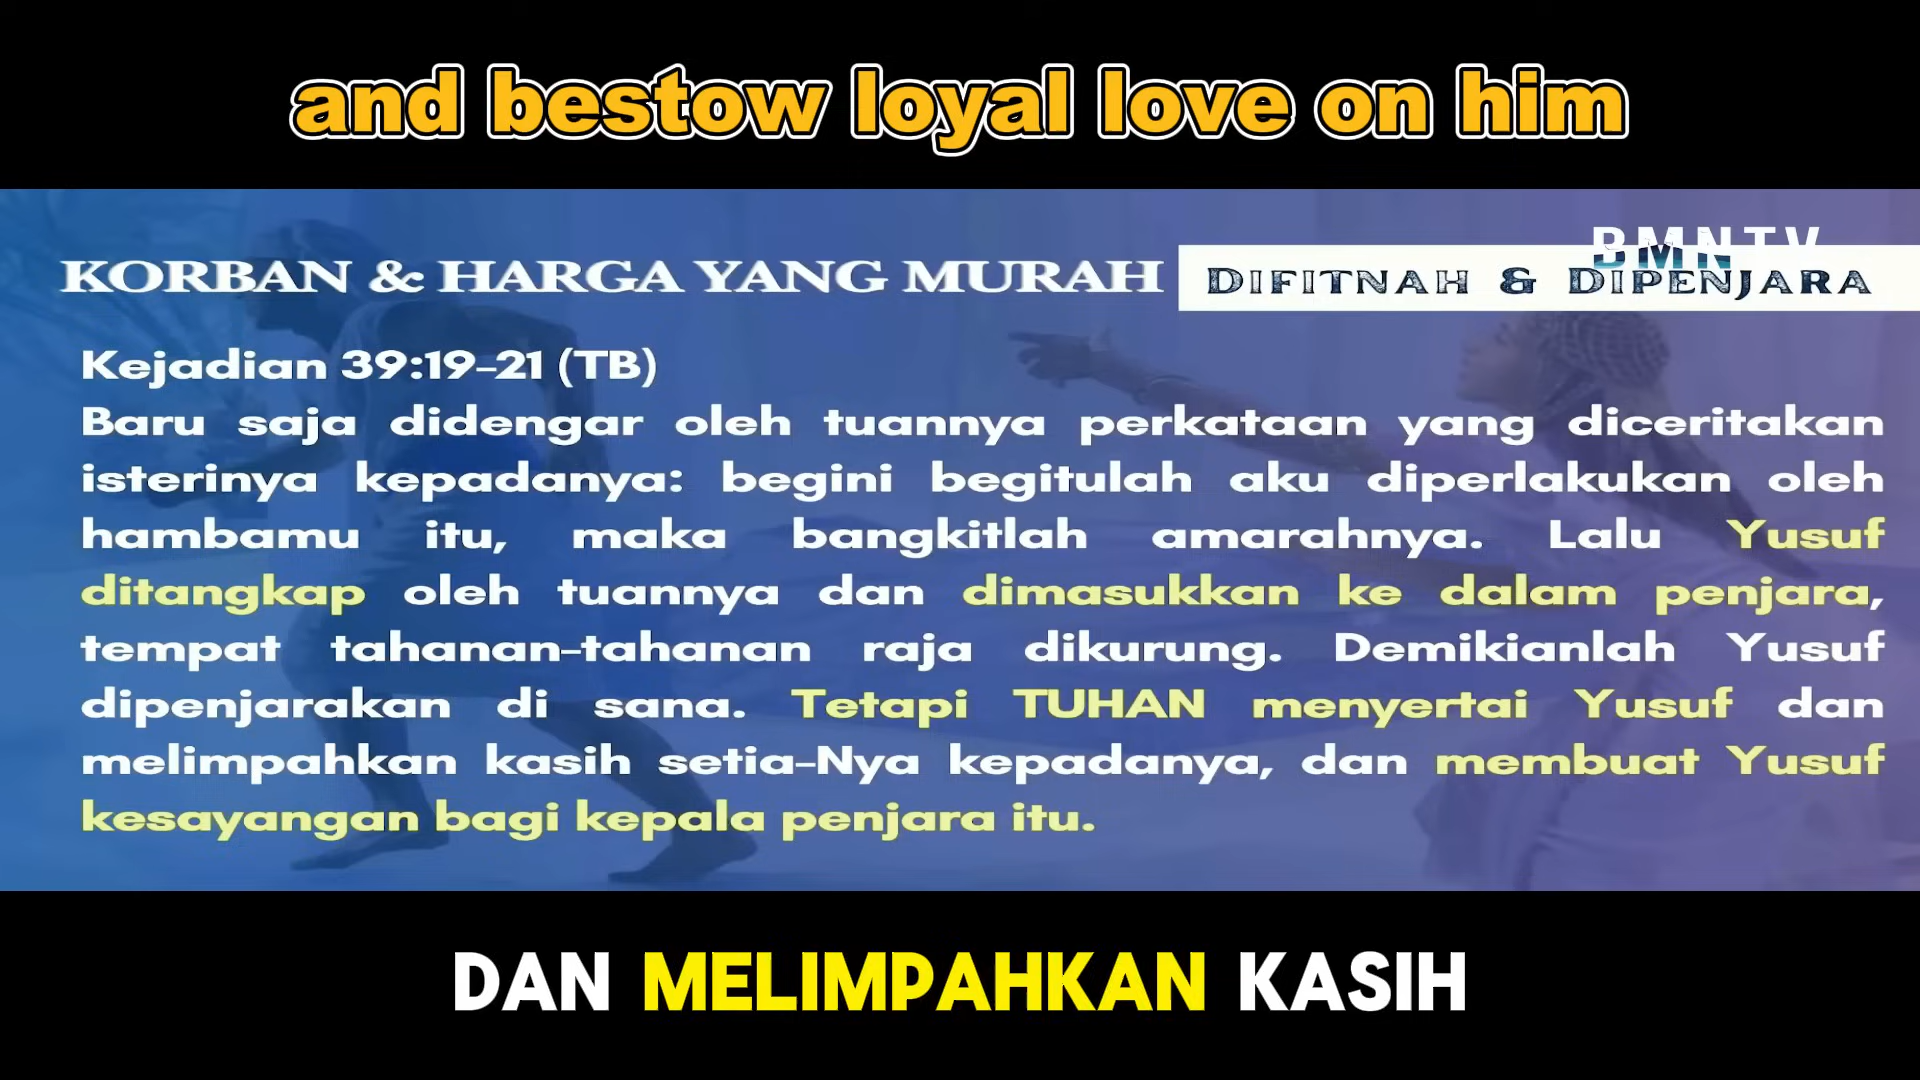 and bestow loyal love on him
BMNTV
KORBAN & HARGA YANG MURAH
DIFITNAH & DIPENJARA
Kejadian 39:19-21 (TB)
Baru saja didengar oleh tuannya perkataan yang diceritakan
isterinya kepadanya: begini begitulah aku diperlakukan oleh
hambamu itu, maka bangkitlah amarahnya. Lalu Yusuf
ditangkap oleh tuannya dan dimasukkan ke dalam penjara,
tempat tahanan-tahanan raja dikurung. Demikianlah Yusuf
dipenjarakan di sana. Tetapi TUHAN menyertai Yusuf dan
melimpahkan kasih setia-Nya kepadanya, dan membuat Yusuf
kesayangan bagi kepala penjara itu.
DAN MELIMPAHKAN KASIH